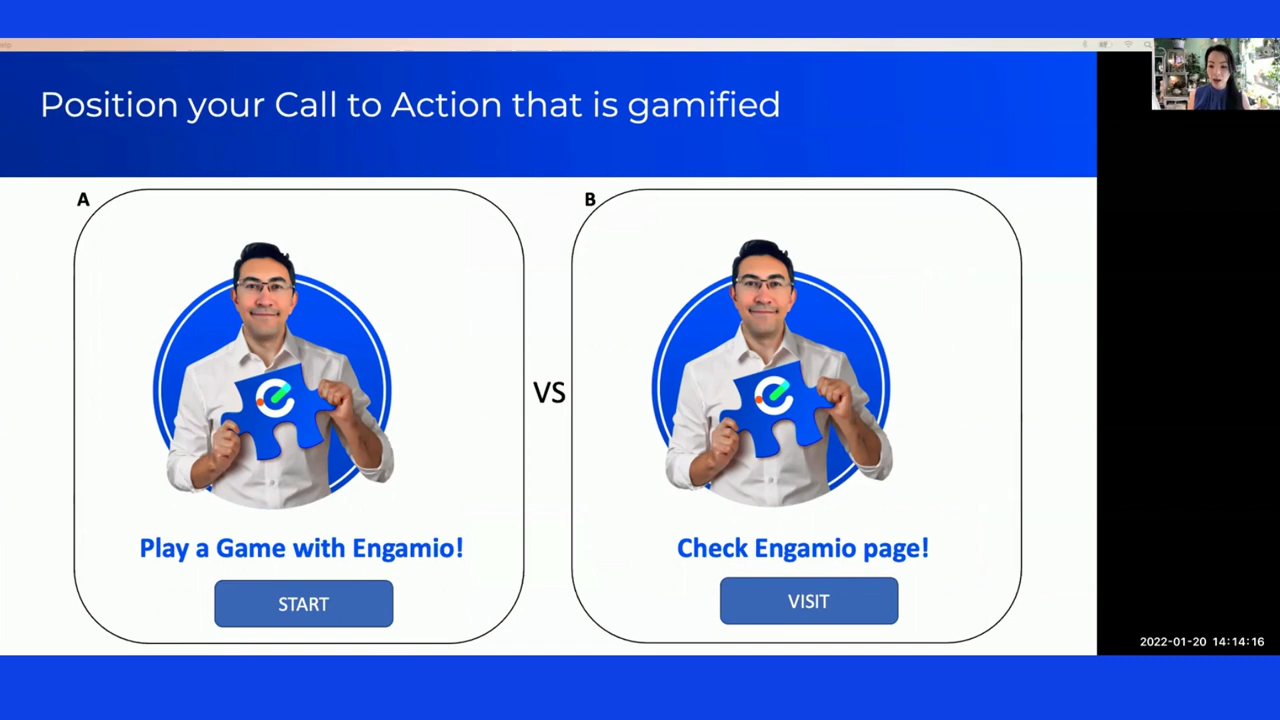 Position your Call to Action that is gamified
A
B
VS
Play a Game with Engamio!
Check Engamio page!
START
VISIT
2022-01-20 14:14:16